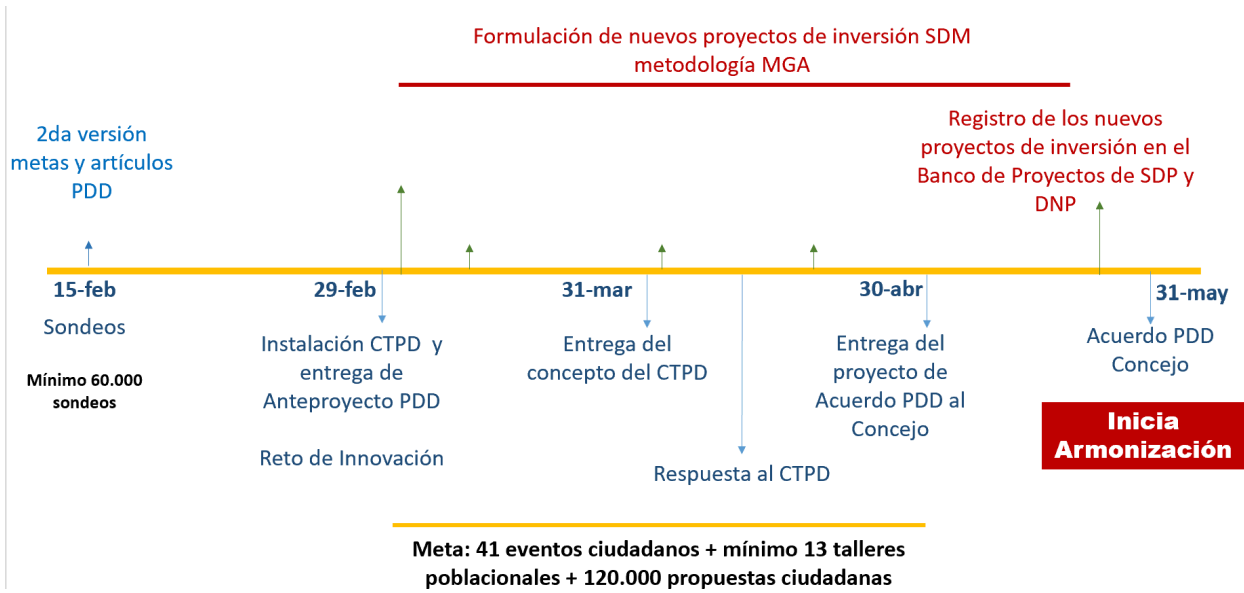 Formulación de nuevos proyectos de inversión SDM
metodología MGA
2da versión
metas y artículos
PDD
Registro de los nuevos
proyectos de inversión en el
Banco de Proyectos de SDP y
DNP
15-feb
29-feb
31-mar
30-abr
31-may
Sondeos
Mínimo 60.000
sondeos
Instalación CTPD y
entrega de
Anteproyecto PDD
Reto de Innovación
Entrega del
concepto del CTPD
Respuesta al CTPD
Entrega del
proyecto de
Acuerdo PDD al
Concejo
Acuerdo PDD
Concejo
Inicia
Armonización
Meta: 41 eventos ciudadanos + mínimo 13 talleres
poblacionales + 120.000 propuestas ciudadanas